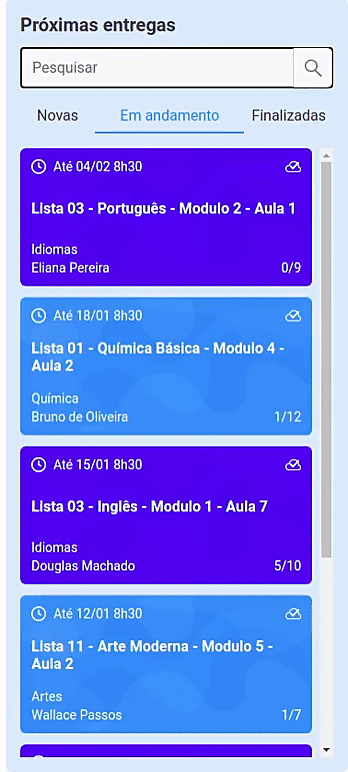 Próximas entregas
Pesquisar
Novas Em andamento Finalizadas
Até 04/02 8h30
Lista 03 - Português - Modulo 2 - Aula 1
Idiomas
Eliana Pereira 0/9
Até 18/01 8h30
Lista 01 - Química Básica - Modulo 4 -
Aula 2
Química
Bruno de Oliveira 1/12
Até 15/01 8h30
Lista 03 - Inglês - Modulo 1 - Aula 7
Idiomas
Douglas Machado 5/10
Até 12/01 8h30
Lista 11 - Arte Moderna - Modulo 5 -
Aula 2
Artes
Wallace Passos 1/7